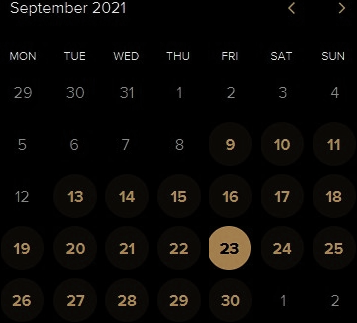 September 2021
MON TUE WED THU FRI SAT SUN
29 30 31 1 2 3 4
5 6 7 8 9 10 11
12 13 14 15 16 17 18
19 20 21 22 23 24 25
26 27 28 29 30 1 2